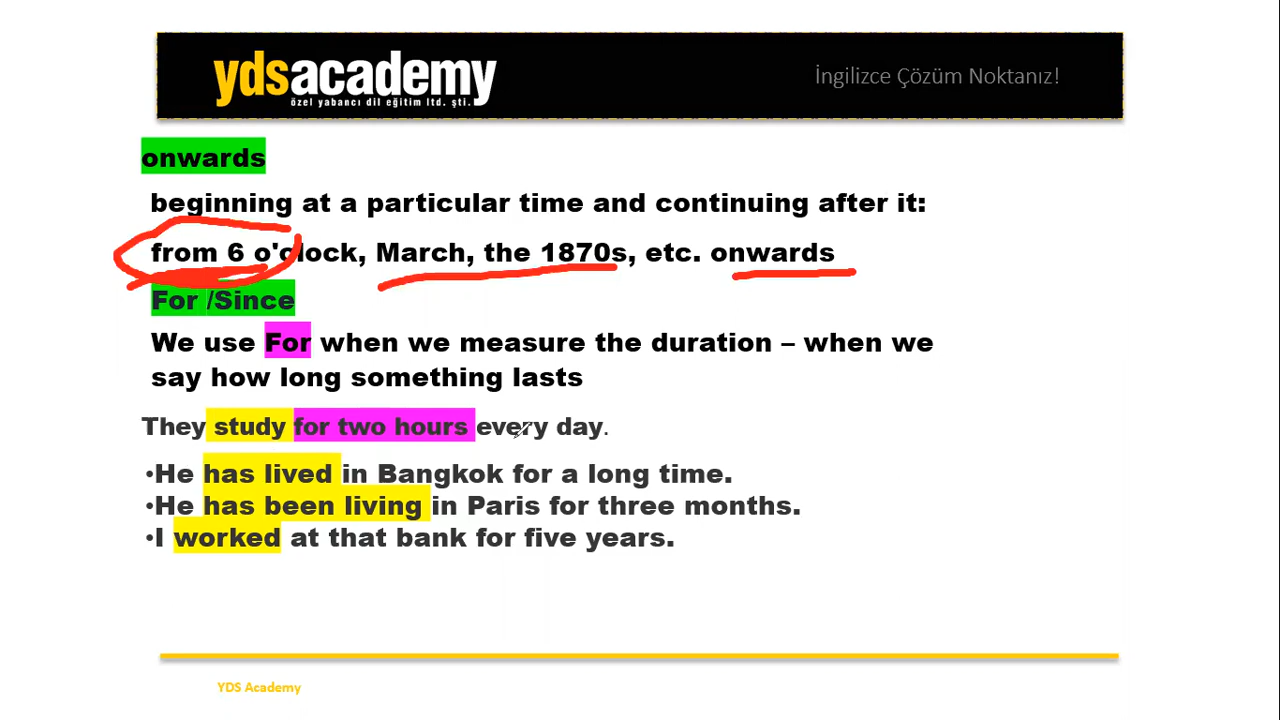 ydsacademy
özel yabancı dil eğitim ltd. şti.
İngilizce Çözüm Noktanız!
onwards
beginning at a particular time and continuing after it:
from 6 o'clock, March, the 1870s, etc. onwards
For /Since
We use For when we measure the duration – when we
say how long something lasts
They study for two hours every day.
•He has lived in Bangkok for a long time.
•He has been living in Paris for three months.
•I worked at that bank for five years.
YDS Academy